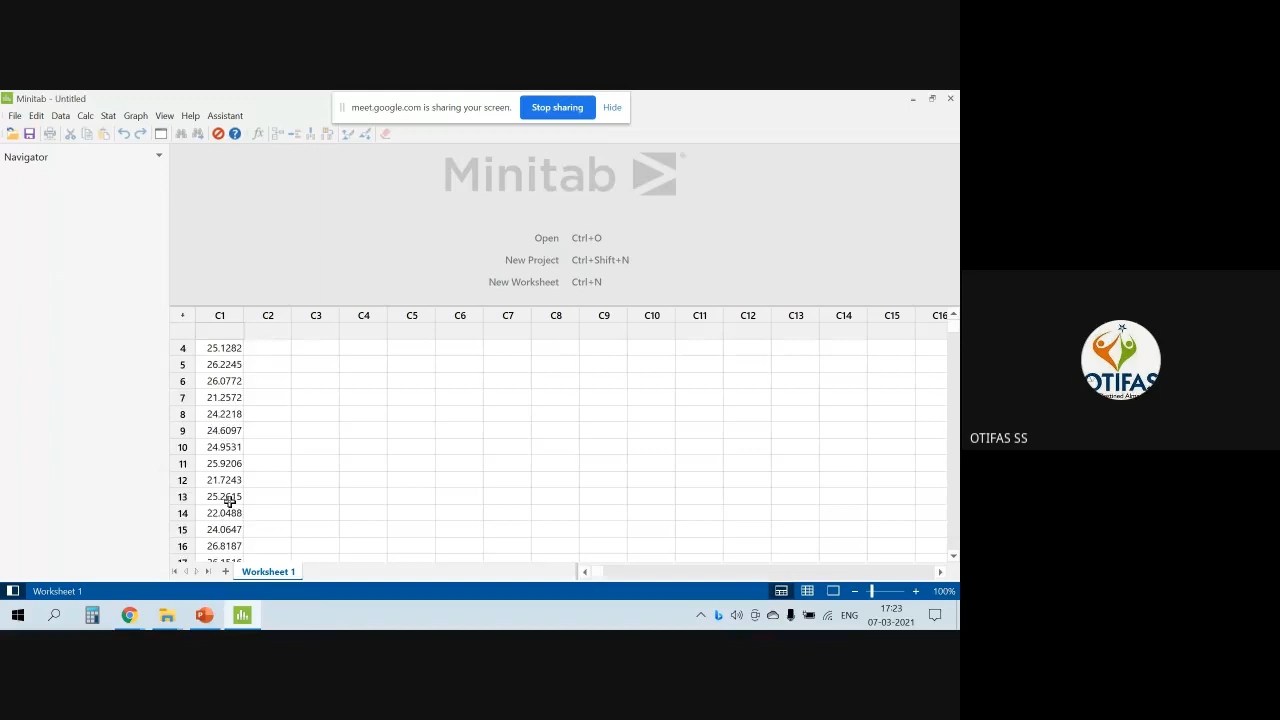 Minitab - Untitled
meet.google.com is sharing your screen. Stop sharing Hide
File Edit Data Calc Stat Graph View Help Assistant
Navigator
Minitab
Open Ctrl+O
New Project Ctrl+Shift+N
New Worksheet Ctrl+N
C1 C2 C3 C4 C5 C6 C7 C8 C9 C10 C11 C12 C13 C14 C15 C16
4 25.1282
5 26.2245
6 26.0772
7 21.2572
8 24.2218
9 24.6097
10 24.9531
11 25.9206
12 21.7243
13
14 22.0488
15 24.0647
16 26.8187
Worksheet 1
Worksheet 1
100%
ENG
17:23
07-03-2021
OTIFAS
OTIFAS SS